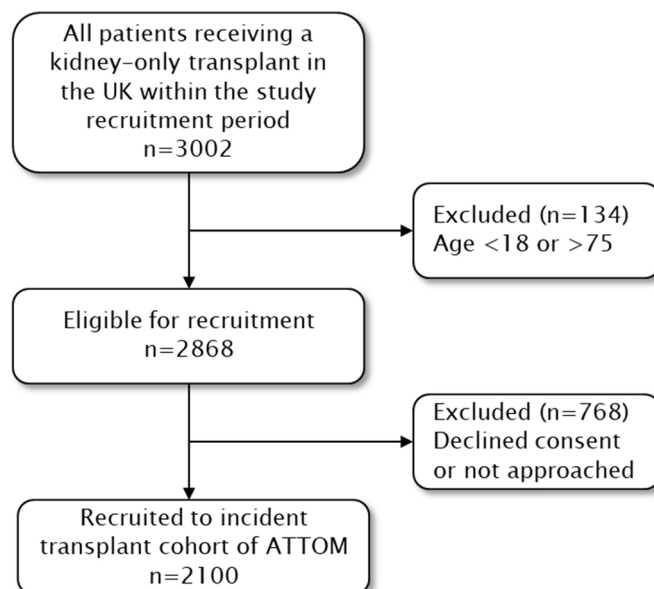 All patients receiving a
kidney-only transplant in
the UK within the study
recruitment period
n=3002
Excluded (n=134)
Age <18 or >75
Eligible for recruitment
n=2868
Excluded (n=768)
Declined consent
or not approached
Recruited to incident
transplant cohort of ATTOM
n=2100